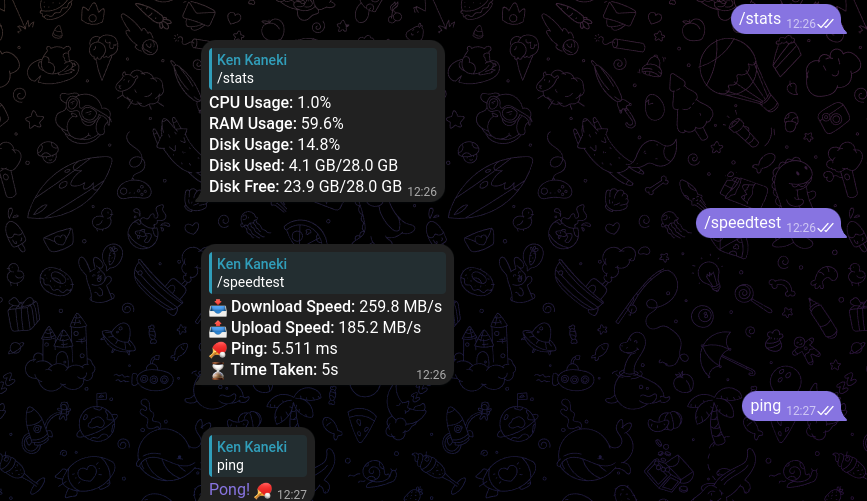 /stats 12:26
Ken Kaneki
/stats
CPU Usage: 1.0%
RAM Usage: 59.6%
Disk Usage: 14.8%
Disk Used: 4.1 GB/28.0 GB
Disk Free: 23.9 GB/28.0 GB 12:26
/speedtest 12:26
Ken Kaneki
/speedtest
📥 Download Speed: 259.8 MB/s
📤 Upload Speed: 185.2 MB/s
🏓 Ping: 5.511 ms
⏳ Time Taken: 5s
12:26
ping 12:27
Ken Kaneki
ping
Pong! 🏓 12:27